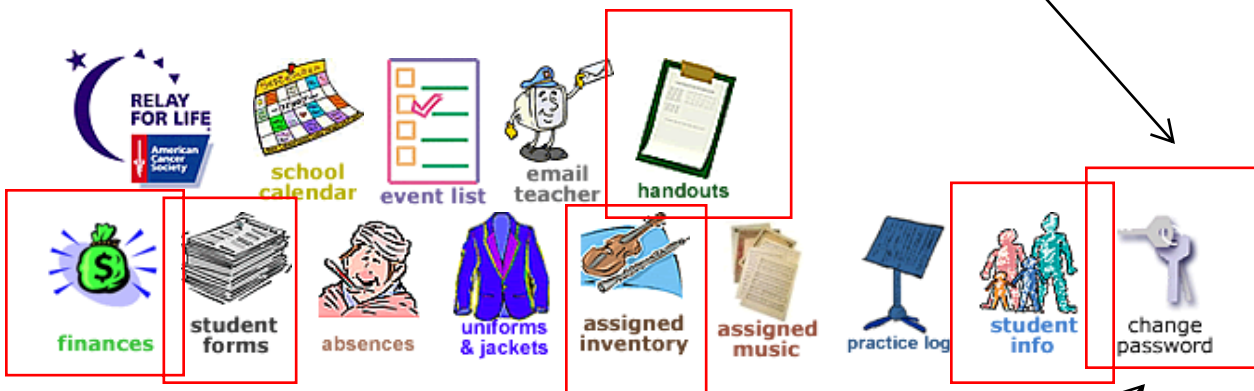 RELAY
FOR LIFE
American
Cancer
Society
school
calendar
event list
email
teacher
handouts
finances
student
forms
absences
uniforms
& jackets
assigned
inventory
assigned
music
practice log
student
info
change
password